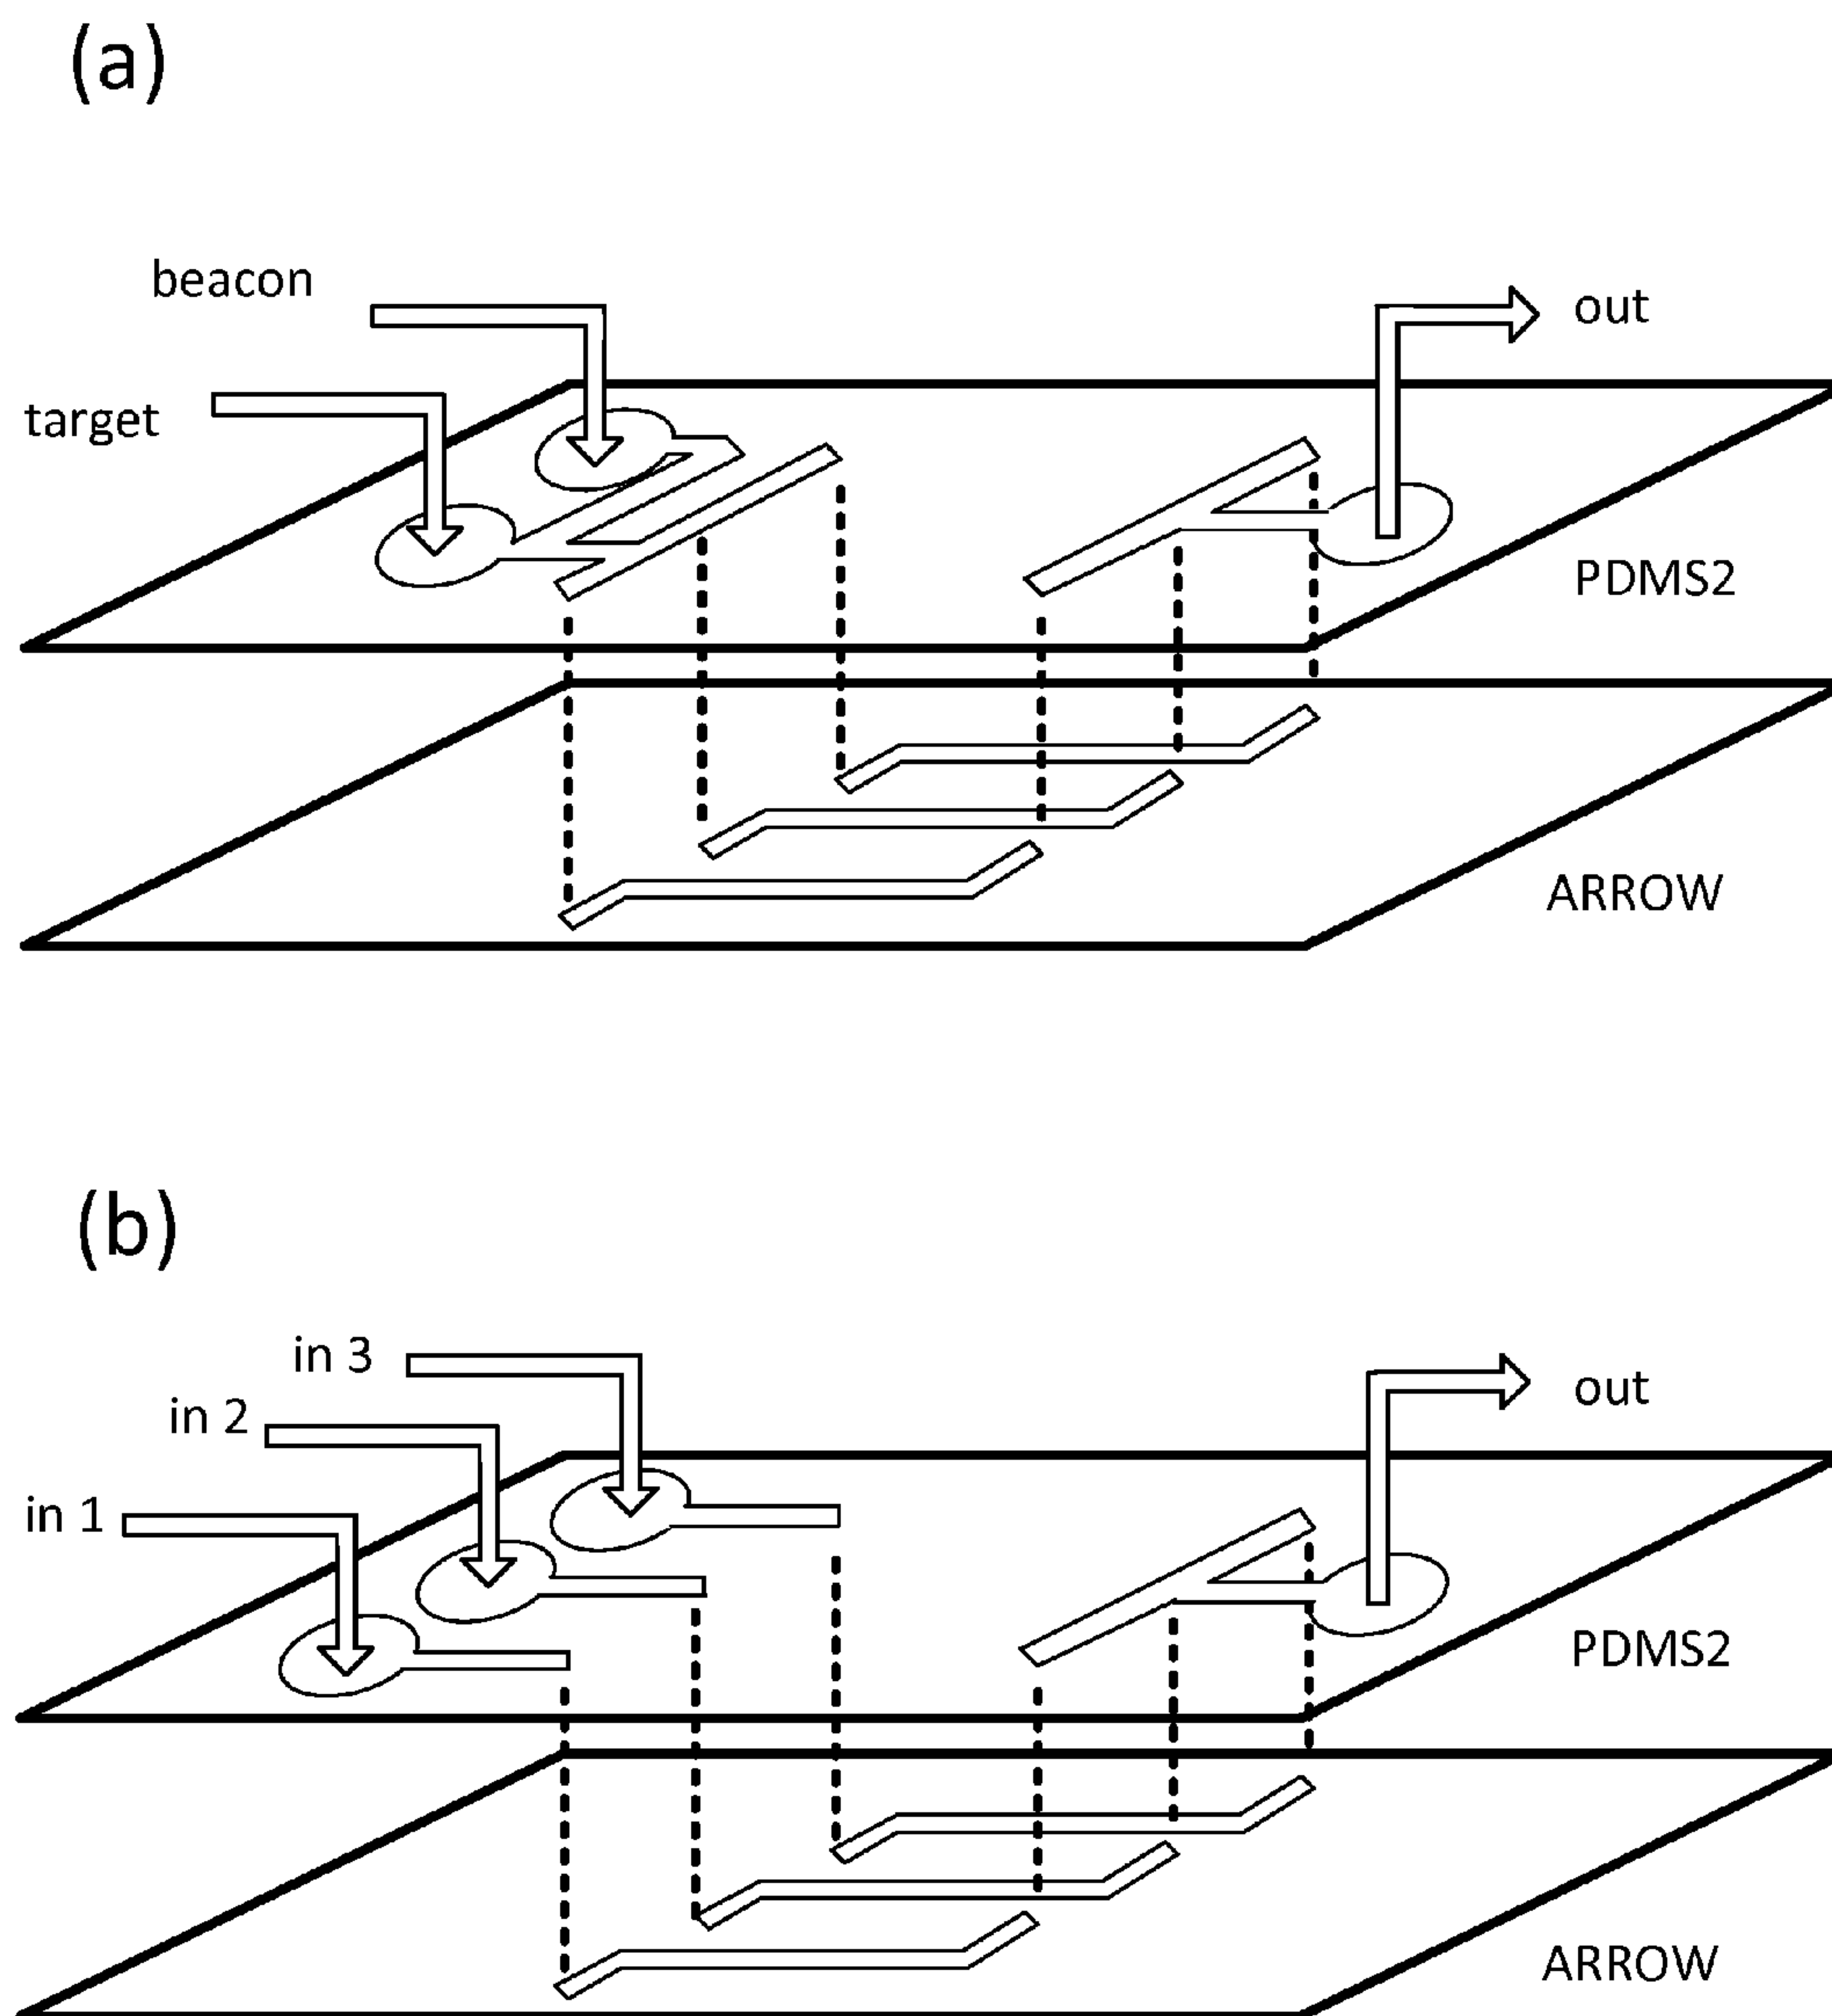 (a)
beacon
out
target
PDMS2
ARROW
(b)
in 3
in 2
out
in 1
PDMS2
ARROW